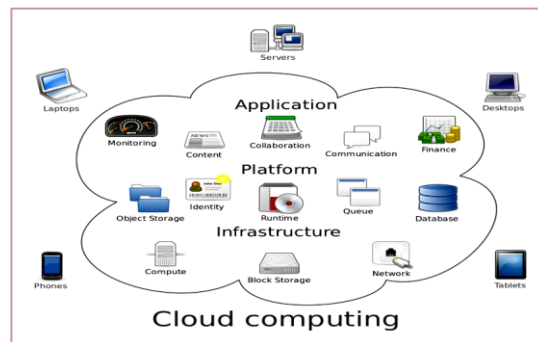 Servers
Laptops
Desktops
Application
Monitoring
NEWS
Content
Collaboration
Communication
Finance
Platform
Object Storage
Identity
Runtime
Queue
Database
Infrastructure
Compute
Block Storage
Network
Phones
Tablets
Cloud computing